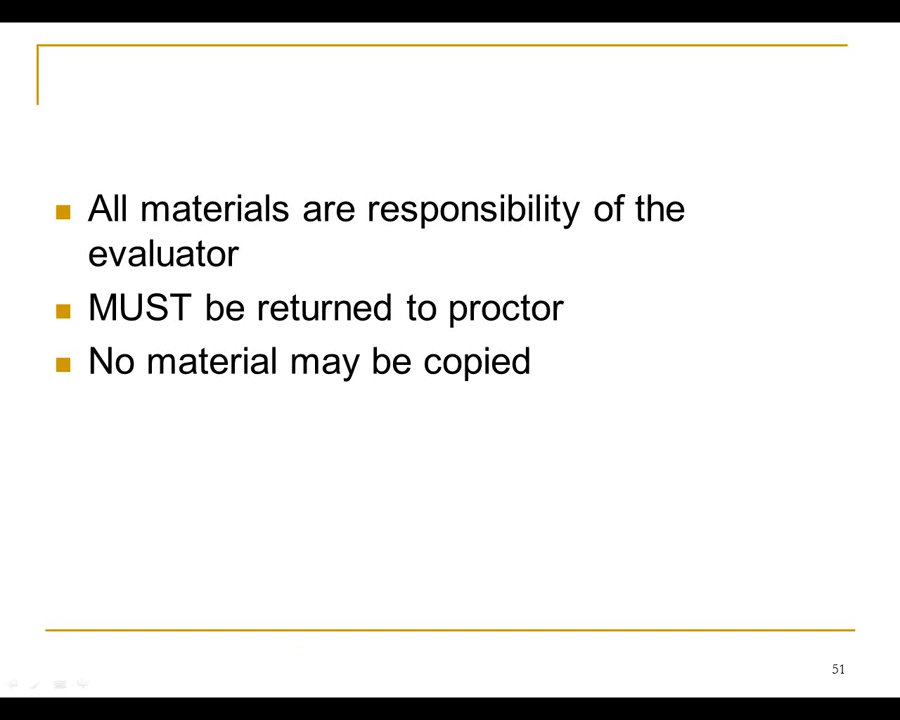 All materials are responsibility of the
evaluator
MUST be returned to proctor
No material may be copied
51